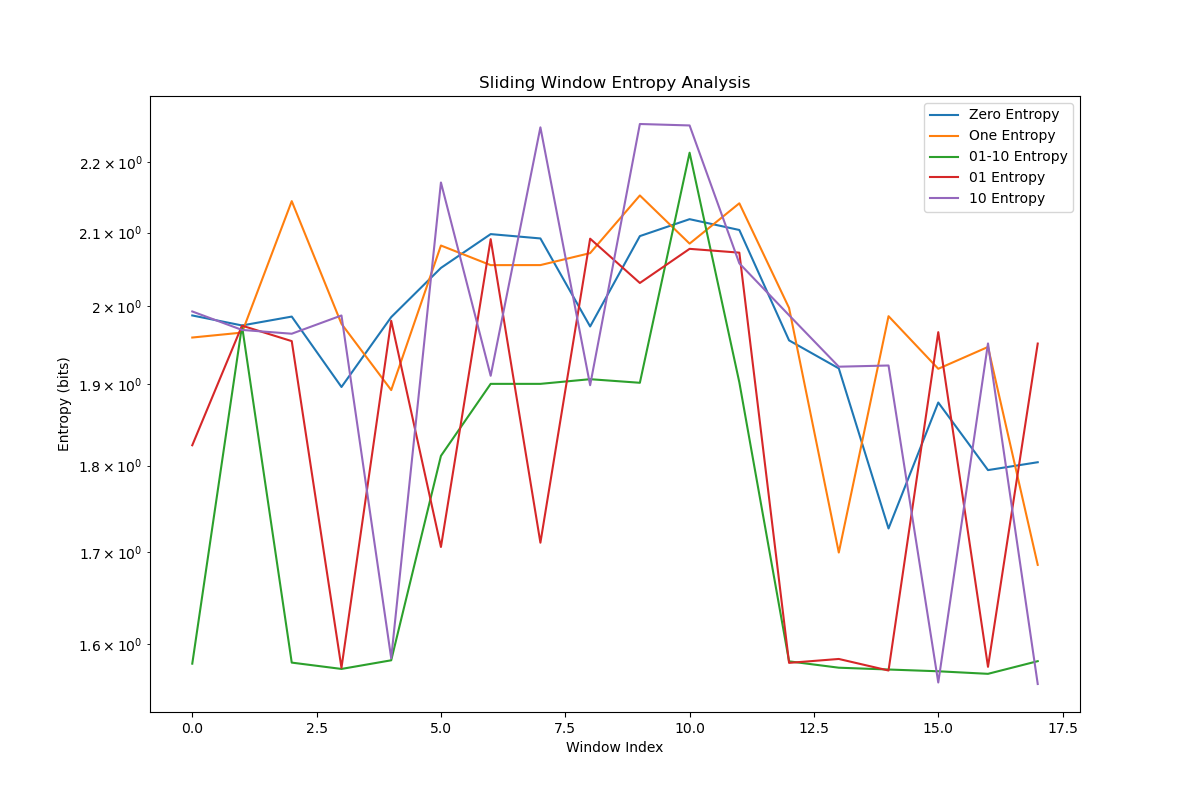 Sliding Window Entropy Analysis
Zero Entropy
One Entropy
01-10 Entropy
01 Entropy
10 Entropy
2.2 × 10⁰
2.1 × 10⁰
2 × 10⁰
1.9 × 10⁰
1.8 × 10⁰
1.7 × 10⁰
1.6 × 10⁰
Entropy (bits)
0.0 2.5 5.0 7.5 10.0 12.5 15.0 17.5
Window Index